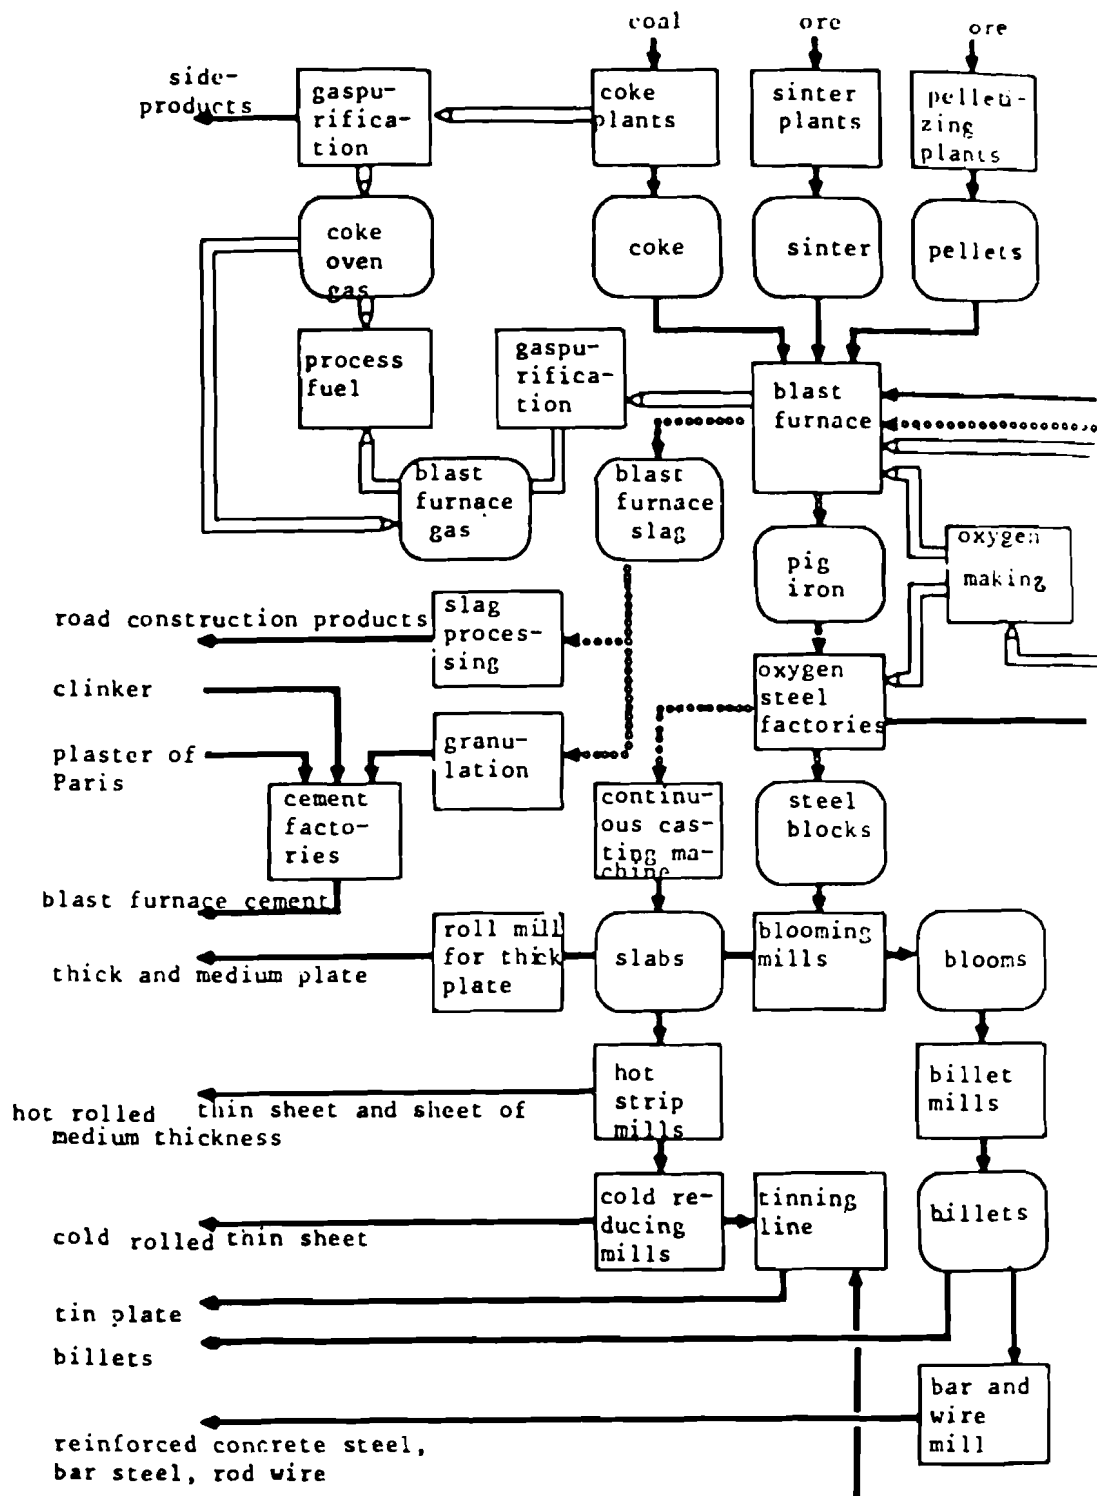 coal
ore
ore
side-
products
gaspu-
rifica-
tion
coke
plants
sinter
plants
pelleti-
zing
plants
coke
oven
gas
coke
sinter
pellets
process
fuel
gaspu-
rifica-
tion
blast
furnace
blast
furnace
gas
blast
furnace
slag
pig
iron
oxygen
making
road construction products
slag
proces-
sing
oxygen
steel
factories
clinker
plaster of
Paris
granu-
lation
cement
facto-
ries
continu-
ous cas-
ting ma-
chine
steel
blocks
blast furnace cement
roll mill
for thick
plate
slabs
blooming
mills
blooms
thick and medium plate
hot
strip
mills
billet
mills
hot rolled thin sheet and sheet of
medium thickness
cold re-
ducing
mills
tinning
line
billets
cold rolled thin sheet
tin plate
billets
bar and
wire
mill
reinforced concrete steel,
bar steel, rod wire